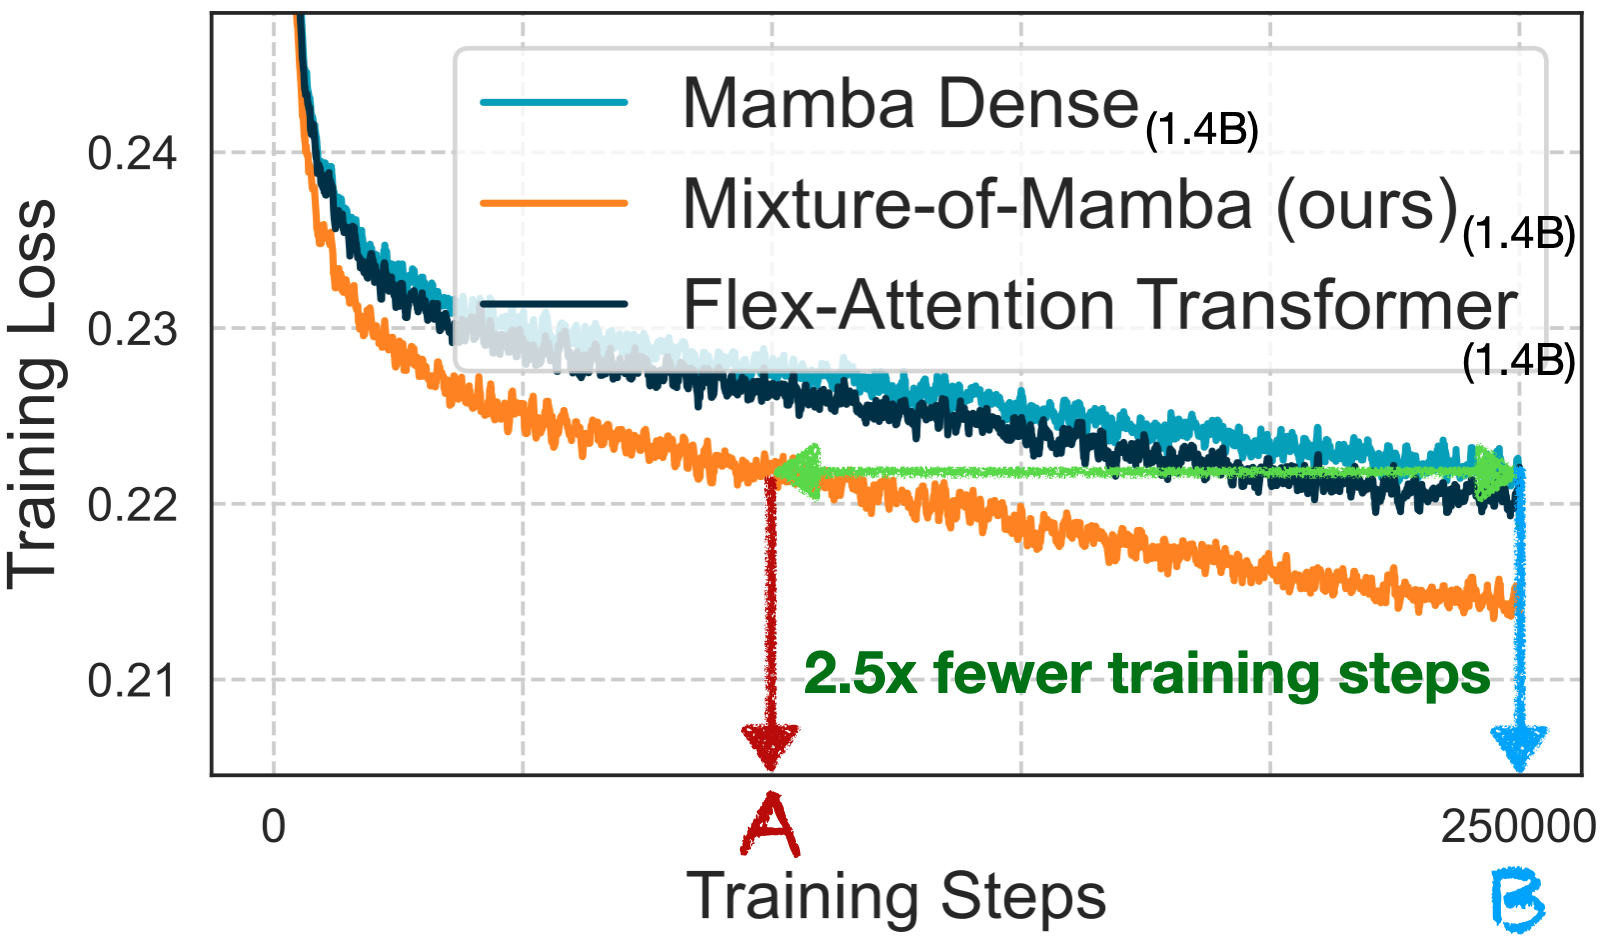 Mamba Dense(1.4B)
0.24
Mixture-of-Mamba (ours)(1.4B)
Flex-Attention Transformer
(1.4B)
0.23
Training Loss
0.22
2.5x fewer training steps
0.21
0
A
250000
Training Steps
B